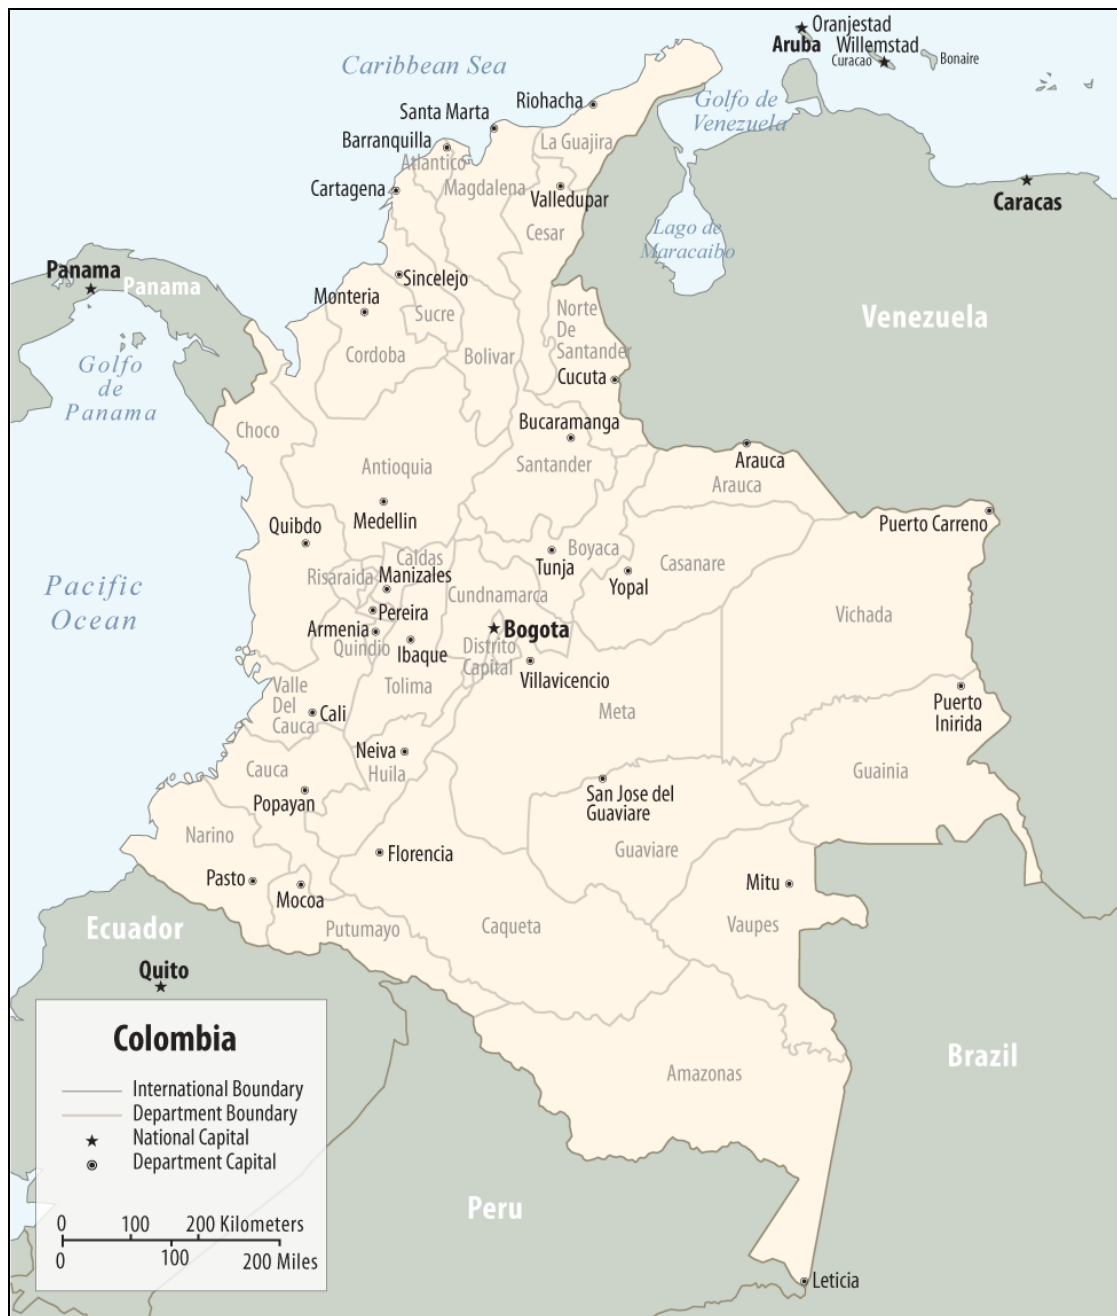 Oranjestad
Aruba
Willemstad
Curacao
Bonaire
Caribbean Sea
Golfo de
Venezuela
Riohacha
Santa Marta
Barranquilla
La Guajira
Atlantico
Magdalena
Cartagena
Valledupar
Caracas
Cesar
Lago de
Maracaibo
Panama
Panama
Sincelejo
Monteria
Sucre
Norte
De
Santander
Venezuela
Cordoba
Bolivar
Golfo
de
Panama
Cucuta
Choco
Bucaramanga
Antioquia
Santander
Arauca
Arauca
Medellin
Quibdo
Puerto Carreno
Caldas
Tunja
Boyaca
Casanare
Risaraida
Manizales
Yopal
Cundnamarca
Pacific
Ocean
Pereira
Vichada
Armenia
Bogota
Quindio
Ibaque
Distrito
Capital
Villavicencio
Tolima
Valle
Del
Cauca
Cali
Meta
Puerto
Inirida
Neiva
Huila
Cauca
Guainia
Popayan
San Jose del
Guaviare
Narino
Guaviare
Florencia
Pasto
Mocoa
Mitu
Ecuador
Putumayo
Caqueta
Vaupes
Quito
Colombia
International Boundary
Department Boundary
National Capital
Department Capital
0 100 200 Kilometers
0 100 200 Miles
Amazonas
Brazil
Peru
Leticia